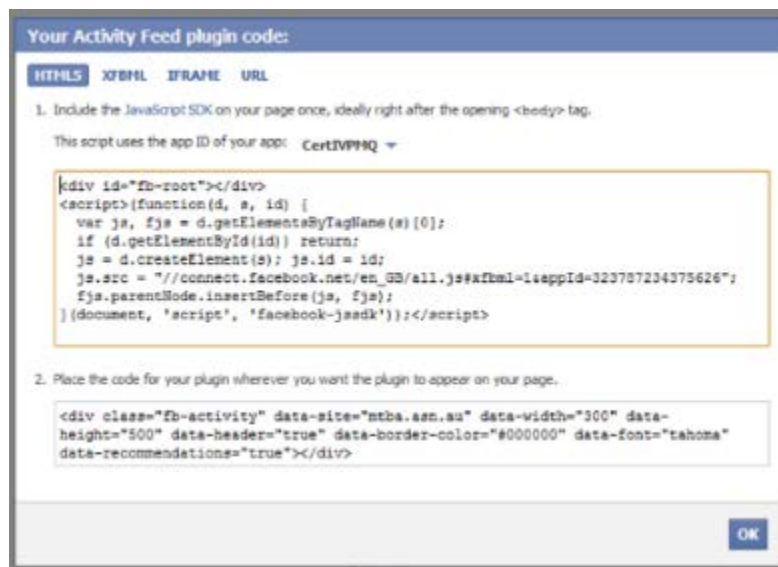 Your Activity Feed plugin code:
HTML5 XFBML IFRAME URL
1. Include the JavaScript SDK on your page once, ideally right after the opening <body> tag.
This script uses the app ID of your app: CertIVPMQ
<div id="fb-root"></div>
<script>(function(d, s, id) {
var js, fjs = d.getElementsByTagName(s)[0];
if (d.getElementById(id)) return;
js = d.createElement(s); js.id = id;
js.src = "//connect.facebook.net/en_GB/all.js#xfbml=1&appId=323787234375626";
fjs.parentNode.insertBefore(js, fjs);
}(document, 'script', 'facebook-jssdk'));</script>
2. Place the code for your plugin wherever you want the plugin to appear on your page.
<div class="fb-activity" data-site="mtba.asn.au" data-width="300" data-
height="500" data-header="true" data-border-color="#000000" data-font="tahoma"
data-recommendations="true"></div>
OK